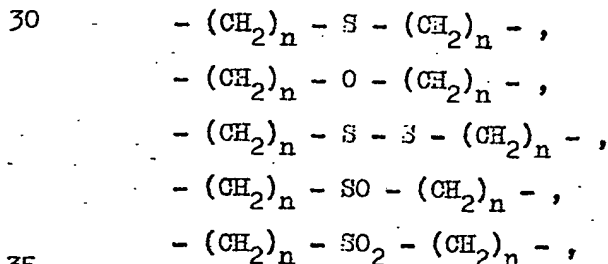 30 - (CH2)n - S - (CH2)n - ,
- (CH2)n - O - (CH2)n - ,
- (CH2)n - S - S - (CH2)n - ,
- (CH2)n - SO - (CH2)n - ,
- (CH2)n - SO2 - (CH2)n - ,
35